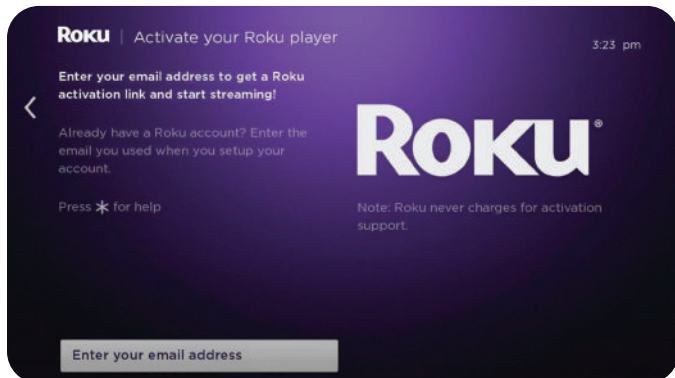 Roku | Activate your Roku player
3:23 pm
Enter your email address to get a Roku
activation link and start streaming!
Already have a Roku account? Enter the
email you used when you setup your
account.
Press * for help
Roku®
Note: Roku never charges for activation
support.
Enter your email address